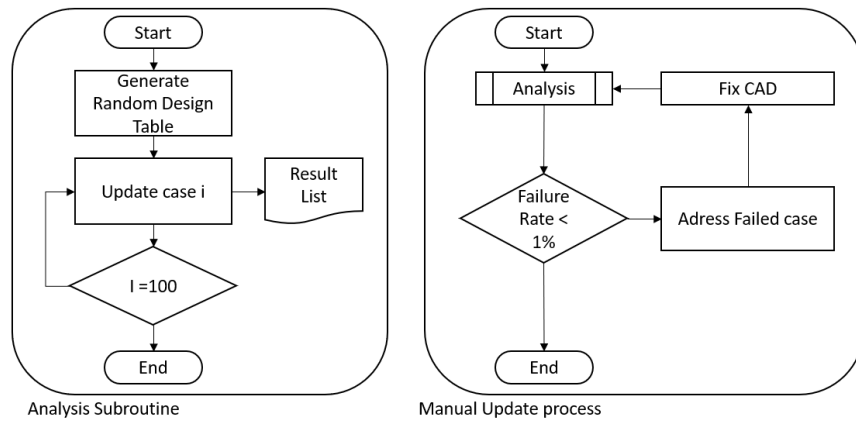 Start
Generate
Random Design
Table
Update case i
Result
List
I =100
End
Analysis Subroutine
Start
Analysis
Fix CAD
Failure
Rate <
1%
Adress Failed case
End
Manual Update process